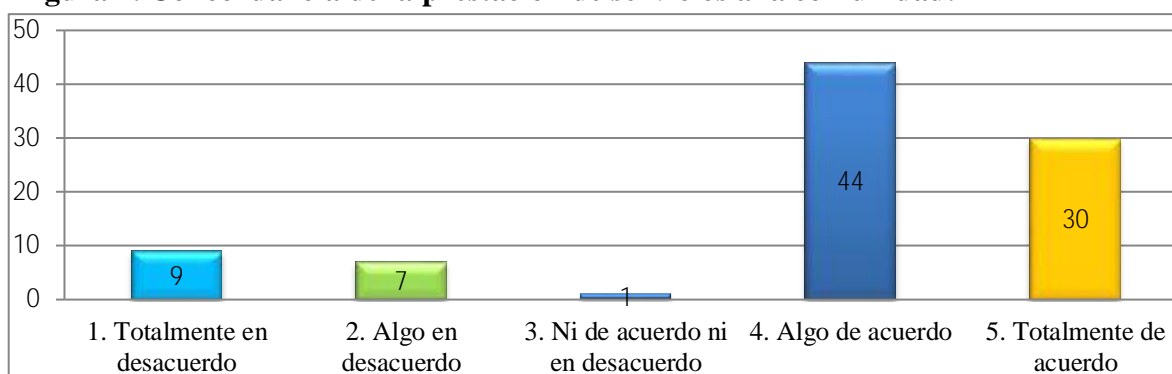 50
40
30
20
10
0
9
7
1
44
30
1. Totalmente en desacuerdo
2. Algo en desacuerdo
3. Ni de acuerdo ni en desacuerdo
4. Algo de acuerdo
5. Totalmente de acuerdo